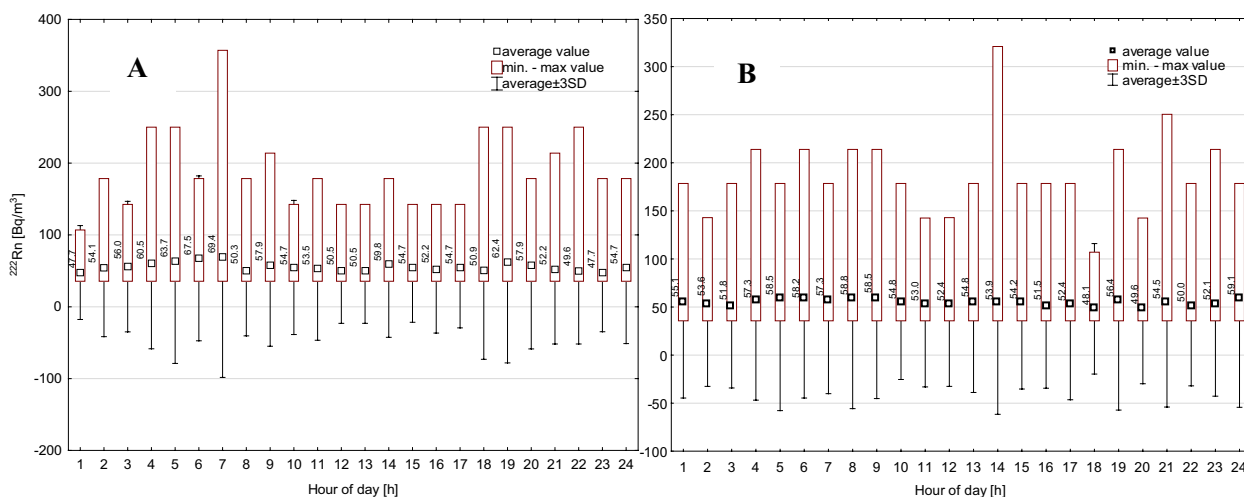 A
average value
min. - max value
average±3SD
²²²Rn [Bq/m³]
400
300
200
100
0
-100
-200
47.7 54.1 56.0 60.5 63.7 67.5 69.4 50.3 57.9 54.7 53.5 50.5 50.5 59.8 54.7 52.2 54.7 50.9 62.4 57.9 52.2 49.6 47.7 54.7
1 2 3 4 5 6 7 8 9 10 11 12 13 14 15 16 17 18 19 20 21 22 23 24
Hour of day [h]
B
average value
min. - max value
average±3SD
350
300
250
200
150
100
50
0
-50
-100
55.1 53.6 51.8 57.3 58.5 58.2 57.3 58.8 58.5 54.8 53.0 52.4 54.8 53.9 54.2 51.5 52.4 48.1 56.4 49.6 54.5 50.0 52.1 59.1
1 2 3 4 5 6 7 8 9 10 11 12 13 14 15 16 17 18 19 20 21 22 23 24
Hour of day [h]